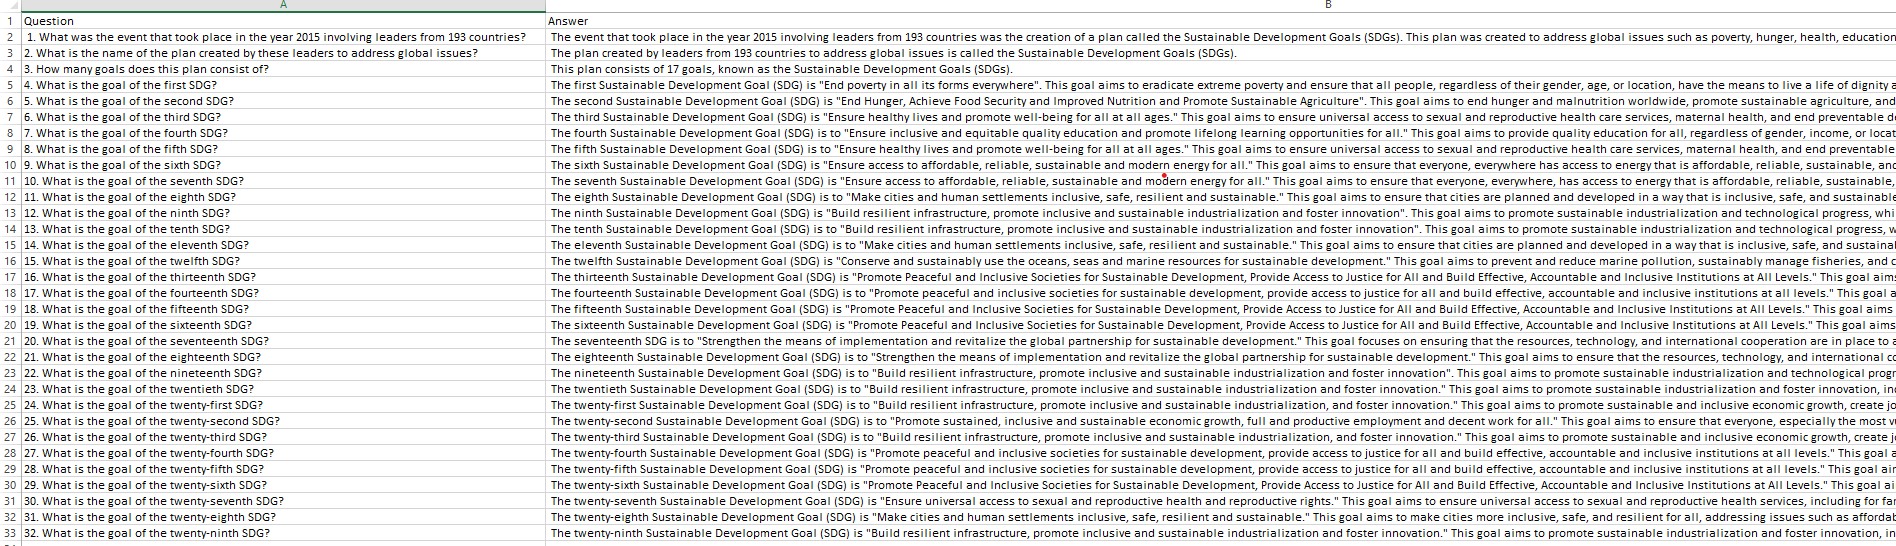 A B
1 Question Answer
2 1. What was the event that took place in the year 2015 involving leaders from 193 countries? The event that took place in the year 2015 involving leaders from 193 countries was the creation of a plan called the Sustainable Development Goals (SDGs). This plan was created to address global issues such as poverty, hunger, health, education
3 2. What is the name of the plan created by these leaders to address global issues? The plan created by leaders from 193 countries to address global issues is called the Sustainable Development Goals (SDGs).
4 3. How many goals does this plan consist of? This plan consists of 17 goals, known as the Sustainable Development Goals (SDGs).
5 4. What is the goal of the first SDG? The first Sustainable Development Goal (SDG) is "End poverty in all its forms everywhere". This goal aims to eradicate extreme poverty and ensure that all people, regardless of their gender, age, or location, have the means to live a life of dignity a
6 5. What is the goal of the second SDG? The second Sustainable Development Goal (SDG) is "End Hunger, Achieve Food Security and Improved Nutrition and Promote Sustainable Agriculture". This goal aims to end hunger and malnutrition worldwide, promote sustainable agriculture, and
7 6. What is the goal of the third SDG? The third Sustainable Development Goal (SDG) is "Ensure healthy lives and promote well-being for all at all ages." This goal aims to ensure universal access to sexual and reproductive health care services, maternal health, and end preventable de
8 7. What is the goal of the fourth SDG? The fourth Sustainable Development Goal (SDG) is to "Ensure inclusive and equitable quality education and promote lifelong learning opportunities for all." This goal aims to provide quality education for all, regardless of gender, income, or locat
9 8. What is the goal of the fifth SDG? The fifth Sustainable Development Goal (SDG) is to "Ensure healthy lives and promote well-being for all at all ages." This goal aims to ensure universal access to sexual and reproductive health care services, maternal health, and end preventable
10 9. What is the goal of the sixth SDG? The sixth Sustainable Development Goal (SDG) is "Ensure access to affordable, reliable, sustainable and modern energy for all." This goal aims to ensure that everyone, everywhere has access to energy that is affordable, reliable, sustainable, and
11 10. What is the goal of the seventh SDG? The seventh Sustainable Development Goal (SDG) is "Ensure access to affordable, reliable, sustainable and modern energy for all." This goal aims to ensure that everyone, everywhere, has access to energy that is affordable, reliable, sustainable,
12 11. What is the goal of the eighth SDG? The eighth Sustainable Development Goal (SDG) is to "Make cities and human settlements inclusive, safe, resilient and sustainable." This goal aims to ensure that cities are planned and developed in a way that is inclusive, safe, and sustainable
13 12. What is the goal of the ninth SDG? The ninth Sustainable Development Goal (SDG) is "Build resilient infrastructure, promote inclusive and sustainable industrialization and foster innovation". This goal aims to promote sustainable industrialization and technological progress, whi
14 13. What is the goal of the tenth SDG? The tenth Sustainable Development Goal (SDG) is "Build resilient infrastructure, promote inclusive and sustainable industrialization and foster innovation". This goal aims to promote sustainable industrialization and technological progress, w
15 14. What is the goal of the eleventh SDG? The eleventh Sustainable Development Goal (SDG) is to "Make cities and human settlements inclusive, safe, resilient and sustainable." This goal aims to ensure that cities are planned and developed in a way that is inclusive, safe, and sustaina
16 15. What is the goal of the twelfth SDG? The twelfth Sustainable Development Goal (SDG) is "Conserve and sustainably use the oceans, seas and marine resources for sustainable development." This goal aims to prevent and reduce marine pollution, sustainably manage fisheries, and c
17 16. What is the goal of the thirteenth SDG? The thirteenth Sustainable Development Goal (SDG) is "Promote Peaceful and Inclusive Societies for Sustainable Development, Provide Access to Justice for All and Build Effective, Accountable and Inclusive Institutions at All Levels." This goal aims
18 17. What is the goal of the fourteenth SDG? The fourteenth Sustainable Development Goal (SDG) is to "Promote peaceful and inclusive societies for sustainable development, provide access to justice for all and build effective, accountable and inclusive institutions at all levels." This goal a
19 18. What is the goal of the fifteenth SDG? The fifteenth Sustainable Development Goal (SDG) is "Promote Peaceful and Inclusive Societies for Sustainable Development, Provide Access to Justice for All and Build Effective, Accountable and Inclusive Institutions at All Levels." This goal aims
20 19. What is the goal of the sixteenth SDG? The sixteenth Sustainable Development Goal (SDG) is "Promote Peaceful and Inclusive Societies for Sustainable Development, Provide Access to Justice for All and Build Effective, Accountable and Inclusive Institutions at All Levels." This goal aims
21 20. What is the goal of the seventeenth SDG? The seventeenth SDG is to "Strengthen the means of implementation and revitalize the global partnership for sustainable development." This goal focuses on ensuring that the resources, technology, and international cooperation are in place to a
22 21. What is the goal of the eighteenth SDG? The eighteenth Sustainable Development Goal (SDG) is to "Strengthen the means of implementation and revitalize the global partnership for sustainable development." This goal aims to ensure that the resources, technology, and international co
23 22. What is the goal of the nineteenth SDG? The nineteenth Sustainable Development Goal (SDG) is to "Build resilient infrastructure, promote inclusive and sustainable industrialization and foster innovation". This goal aims to promote sustainable industrialization and technological progr
24 23. What is the goal of the twentieth SDG? The twentieth Sustainable Development Goal (SDG) is to "Build resilient infrastructure, promote inclusive and sustainable industrialization and foster innovation." This goal aims to promote sustainable industrialization and foster innovation, inc
25 24. What is the goal of the twenty-first SDG? The twenty-first Sustainable Development Goal (SDG) is to "Build resilient infrastructure, promote inclusive and sustainable industrialization, and foster innovation." This goal aims to promote sustainable and inclusive economic growth, create jo
26 25. What is the goal of the twenty-second SDG? The twenty-second Sustainable Development Goal (SDG) is to "Promote sustained, inclusive and sustainable economic growth, full and productive employment and decent work for all." This goal aims to ensure that everyone, especially the most v
27 26. What is the goal of the twenty-third SDG? The twenty-third Sustainable Development Goal (SDG) is to "Build resilient infrastructure, promote inclusive and sustainable industrialization, and foster innovation." This goal aims to promote sustainable and inclusive economic growth, create j
28 27. What is the goal of the twenty-fourth SDG? The twenty-fourth Sustainable Development Goal (SDG) is "Promote peaceful and inclusive societies for sustainable development, provide access to justice for all and build effective, accountable and inclusive institutions at all levels." This goal a
29 28. What is the goal of the twenty-fifth SDG? The twenty-fifth Sustainable Development Goal (SDG) is "Promote peaceful and inclusive societies for sustainable development, provide access to justice for all and build effective, accountable and inclusive institutions at all levels." This goal ai
30 29. What is the goal of the twenty-sixth SDG? The twenty-sixth Sustainable Development Goal (SDG) is "Promote Peaceful and Inclusive Societies for Sustainable Development, Provide Access to Justice for All and Build Effective, Accountable and Inclusive Institutions at All Levels." This goal ai
31 30. What is the goal of the twenty-seventh SDG? The twenty-seventh Sustainable Development Goal (SDG) is "Ensure universal access to sexual and reproductive health and reproductive rights." This goal aims to ensure universal access to sexual and reproductive health services, including for fam
32 31. What is the goal of the twenty-eighth SDG? The twenty-eighth Sustainable Development Goal (SDG) is "Make cities and human settlements inclusive, safe, resilient and sustainable." This goal aims to make cities more inclusive, safe, and resilient for all, addressing issues such as affordab
33 32. What is the goal of the twenty-ninth SDG? The twenty-ninth Sustainable Development Goal (SDG) is "Build resilient infrastructure, promote inclusive and sustainable industrialization and foster innovation." This goal aims to promote sustainable industrialization and foster innovation, in